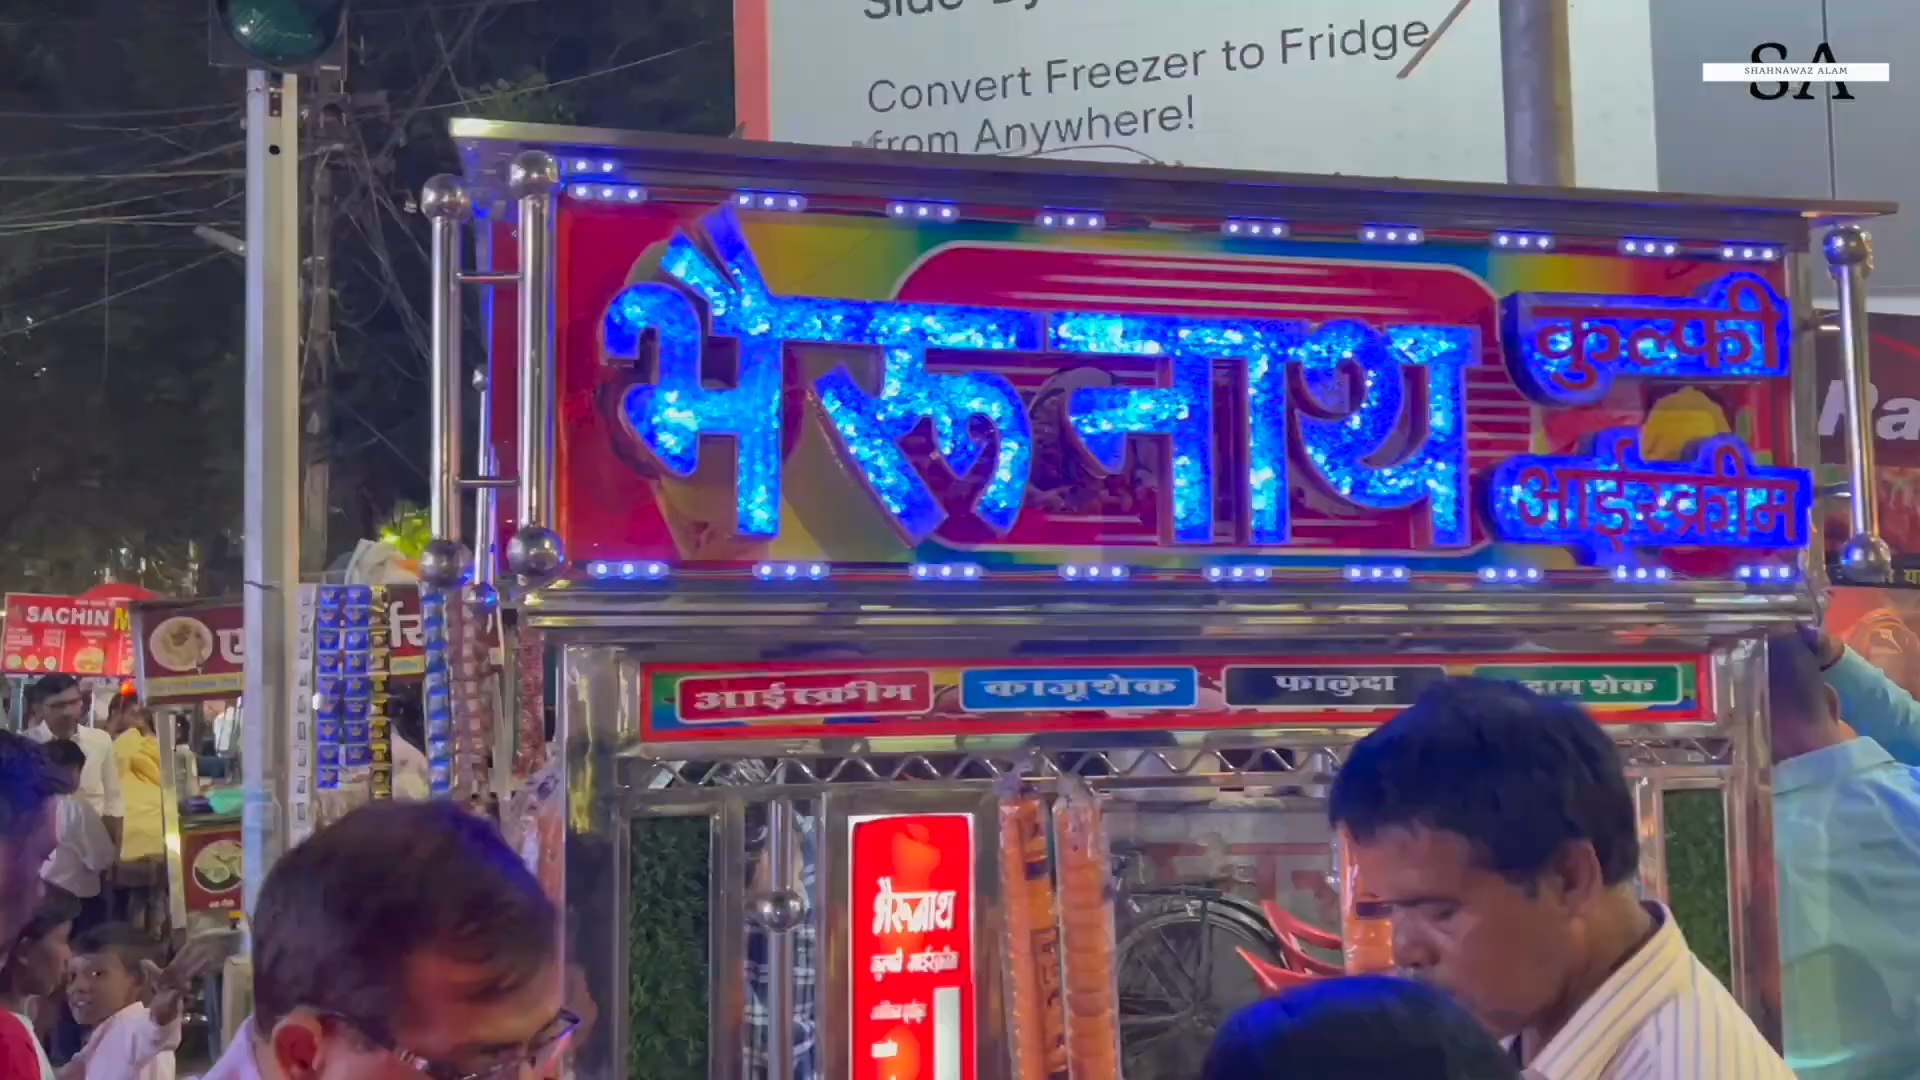 Convert Freezer to Fridge
from Anywhere!
SA
SHAHNAWAZ ALAM
भैरूनाथ
कुल्फी
आईस्क्रीम
SACHIN
आईस्क्रीम
काजूशेक
फालुदा
शेक
भैरूनाथ
कुल्फी आईस्क्रीम